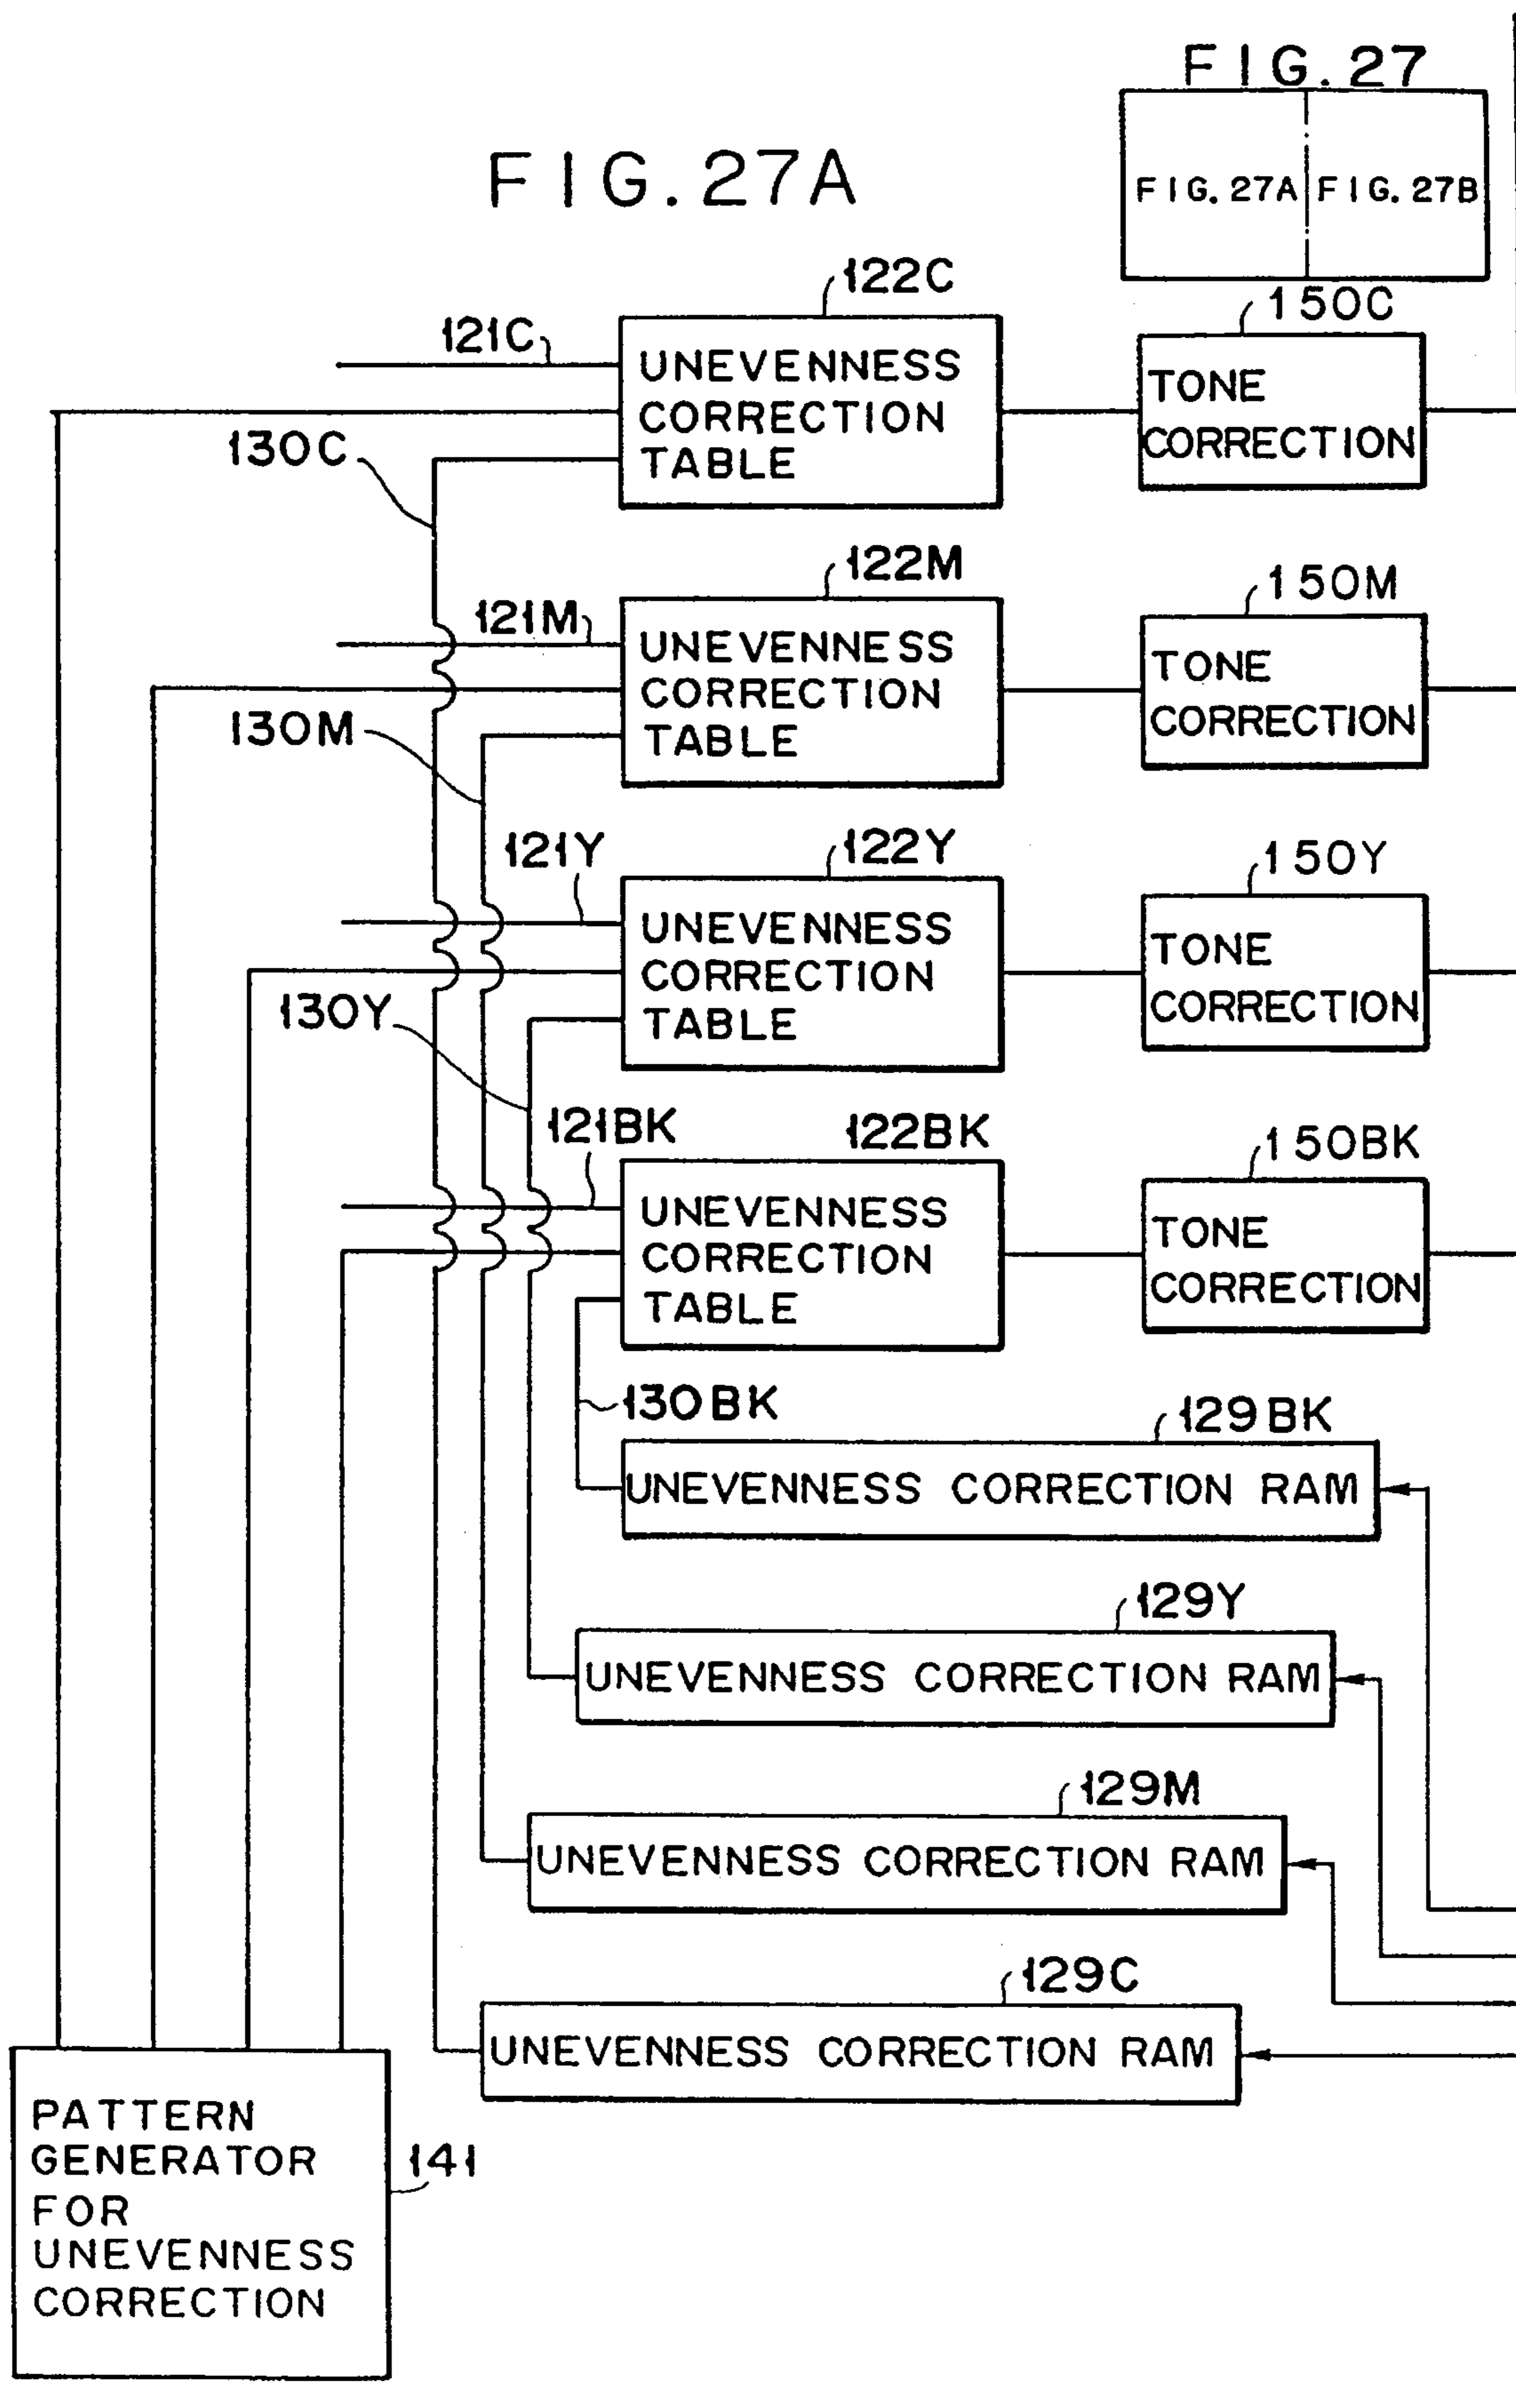 FIG. 27
FIG. 27A
FIG. 27A FIG. 27B
122C
150C
121C
UNEVENNESS
CORRECTION
TABLE
TONE
CORRECTION
130C
122M
150M
121M
UNEVENNESS
CORRECTION
TABLE
TONE
CORRECTION
130M
122Y
150Y
121Y
UNEVENNESS
CORRECTION
TABLE
TONE
CORRECTION
130Y
121BK
122BK
150BK
UNEVENNESS
CORRECTION
TABLE
TONE
CORRECTION
130BK
129BK
UNEVENNESS CORRECTION RAM
129Y
UNEVENNESS CORRECTION RAM
129M
UNEVENNESS CORRECTION RAM
129C
UNEVENNESS CORRECTION RAM
PATTERN
GENERATOR
FOR
UNEVENNESS
CORRECTION
141